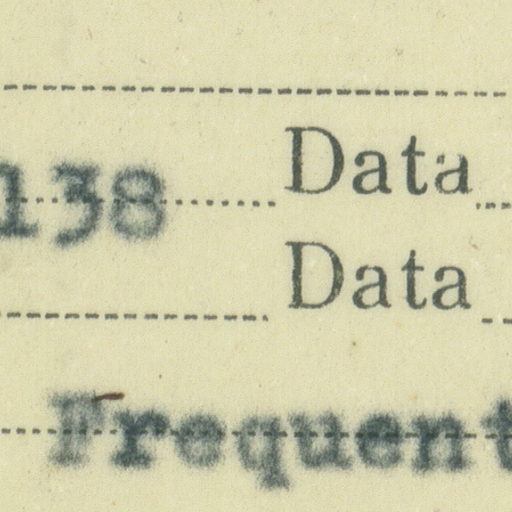 138 Data
Data
Frequent